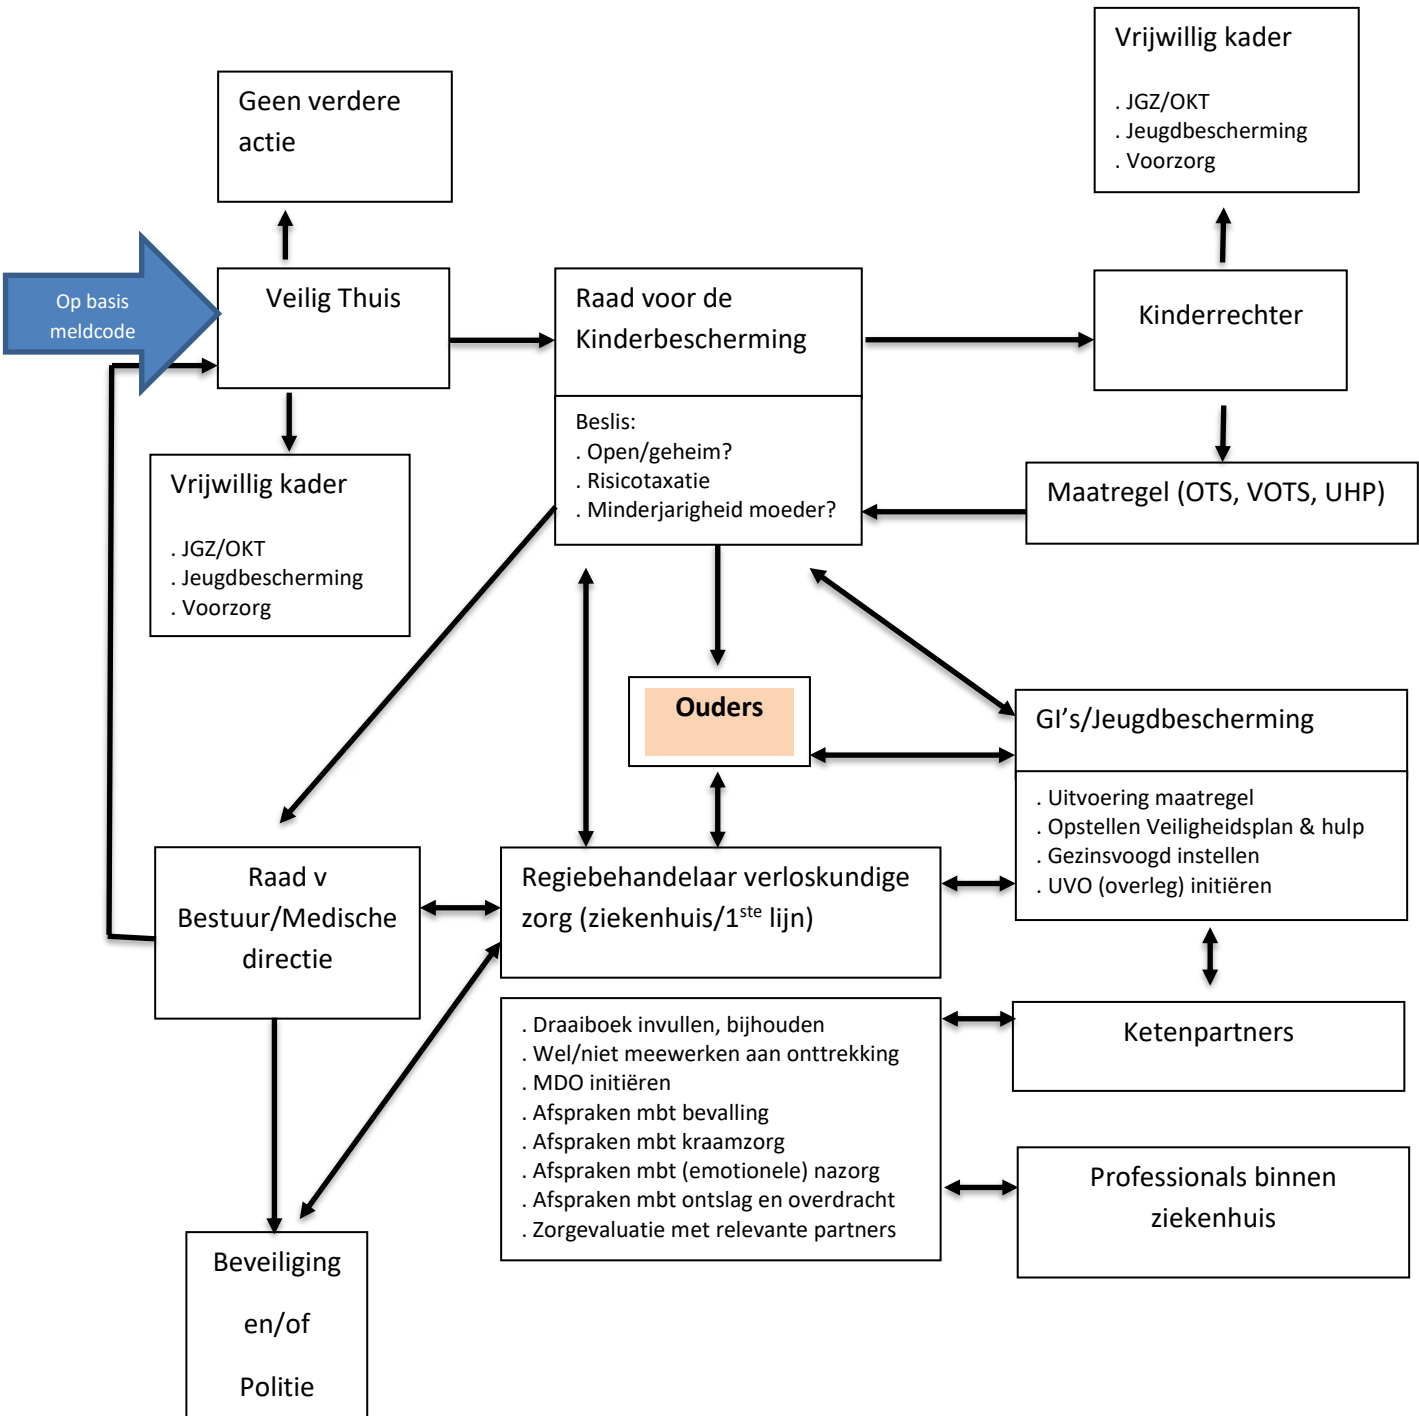 Vrijwillig kader
. JGZ/OKT
. Jeugdbescherming
. Voorzorg
Geen verdere
actie
Op basis
meldcode
Veilig Thuis
Raad voor de
Kinderbescherming
Kinderrechter
Beslis:
. Open/geheim?
. Risicotaxatie
. Minderjarigheid moeder?
Vrijwillig kader
. JGZ/OKT
. Jeugdbescherming
. Voorzorg
Maatregel (OTS, VOTS, UHP)
Ouders
GI’s/Jeugdbescherming
. Uitvoering maatregel
. Opstellen Veiligheidsplan & hulp
. Gezinsvoogd instellen
. UVO (overleg) initiëren
Raad v
Bestuur/Medische
directie
Regiebehandelaar verloskundige
zorg (ziekenhuis/1ste lijn)
. Draaiboek invullen, bijhouden
. Wel/niet meewerken aan onttrekking
. MDO initiëren
. Afspraken mbt bevalling
. Afspraken mbt kraamzorg
. Afspraken mbt (emotionele) nazorg
. Afspraken mbt ontslag en overdracht
. Zorgevaluatie met relevante partners
Ketenpartners
Professionals binnen
ziekenhuis
Beveiliging
en/of
Politie